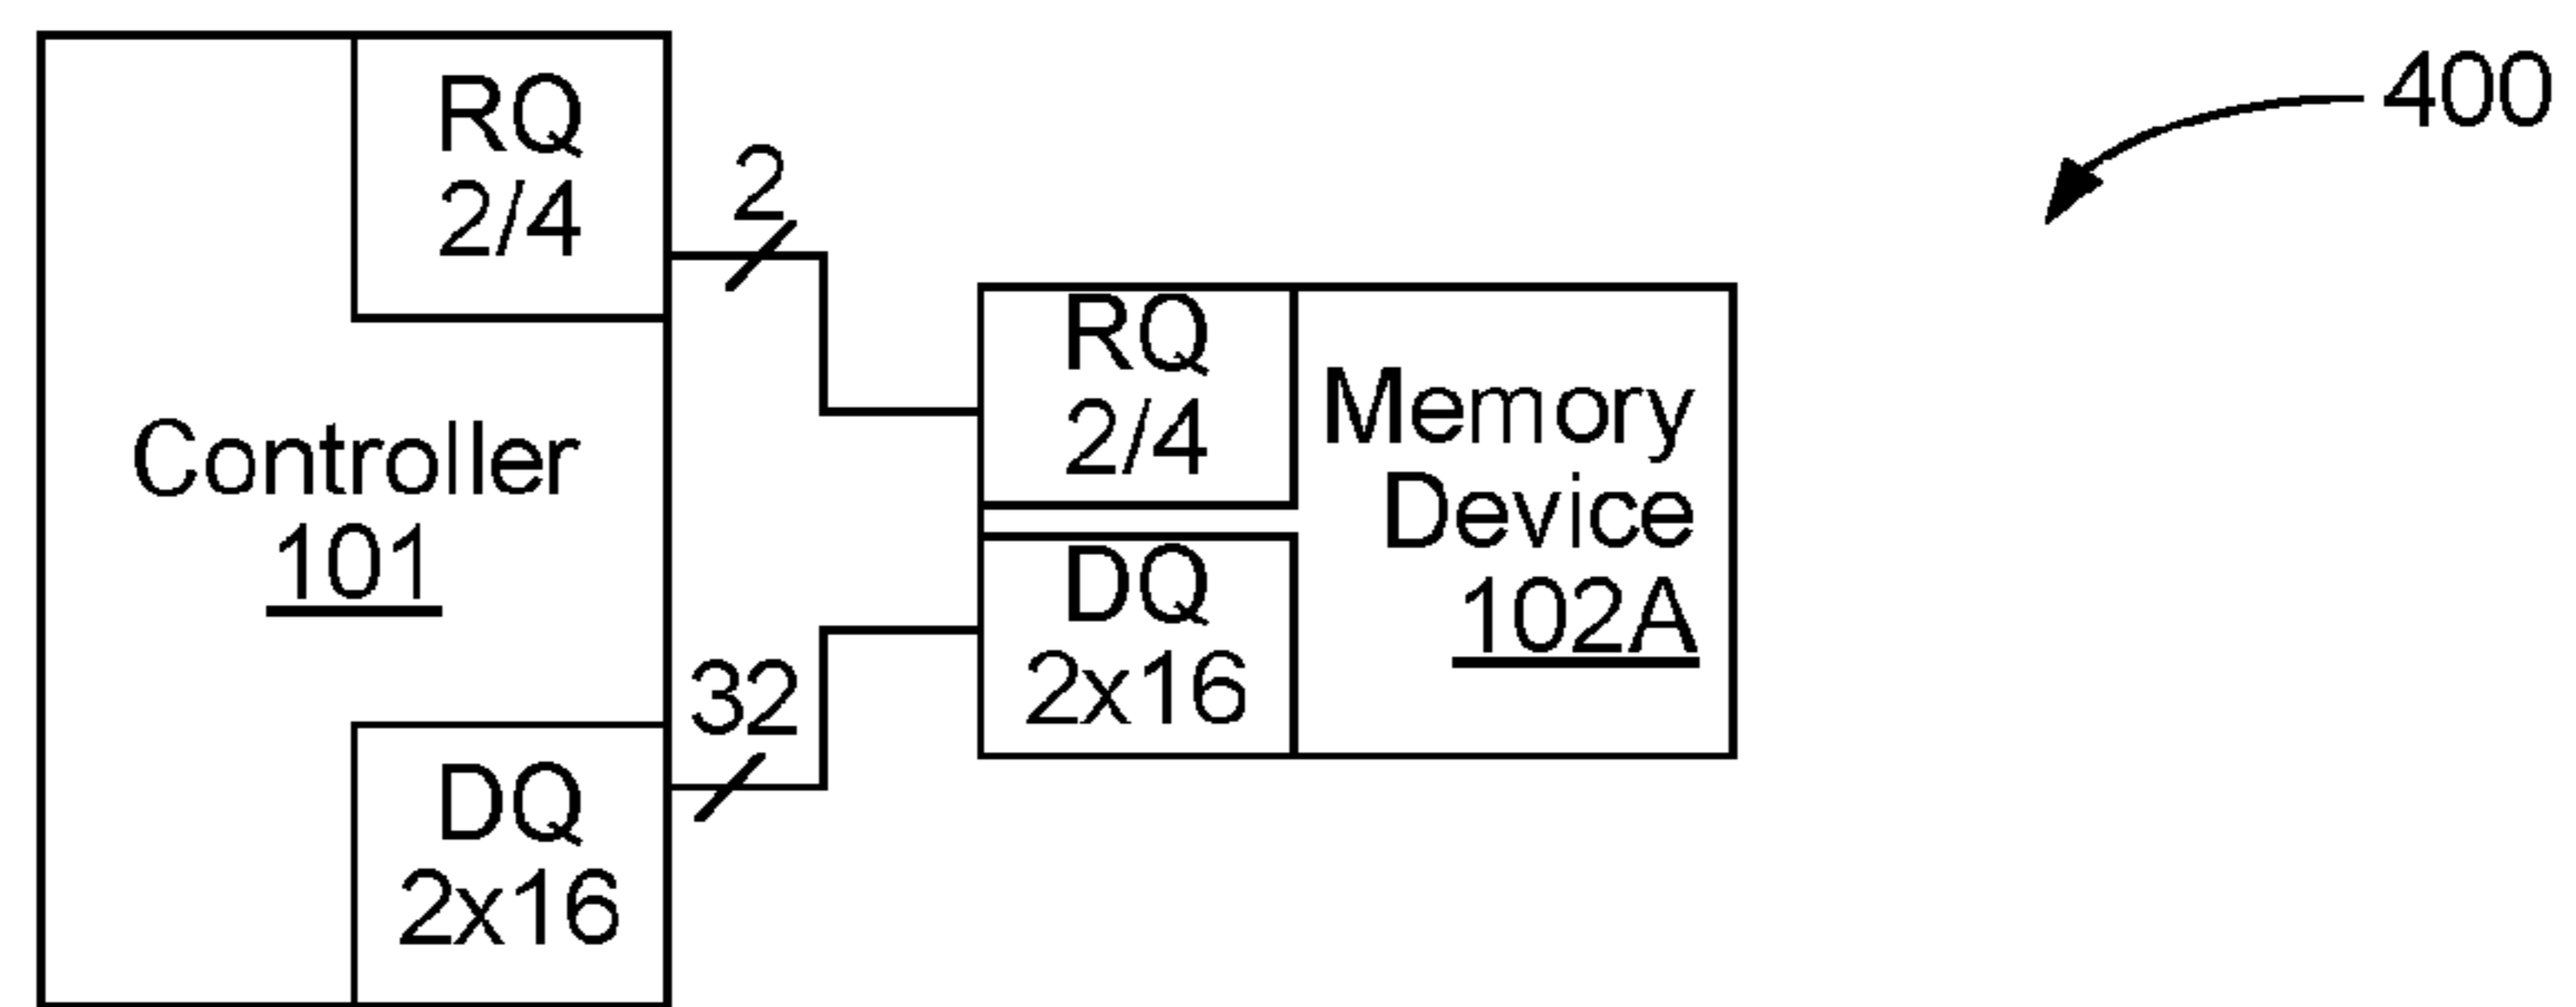 RQ
2/4
2
400
RQ
2/4
Memory
Device
102A
Controller
101
DQ
2x16
32
DQ
2x16